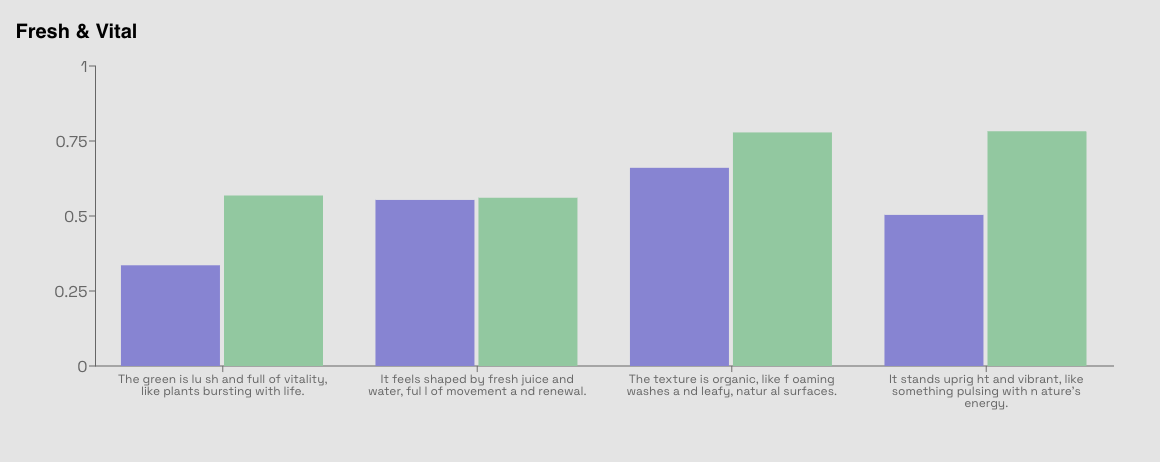 Fresh & Vital
1
0.75
0.5
0.25
0
The green is lu sh and full of vitality,
like plants bursting with life.
It feels shaped by fresh juice and
water, ful l of movement a nd renewal.
The texture is organic, like f oaming
washes a nd leafy, natur al surfaces.
It stands uprig ht and vibrant, like
something pulsing with n ature's
energy.